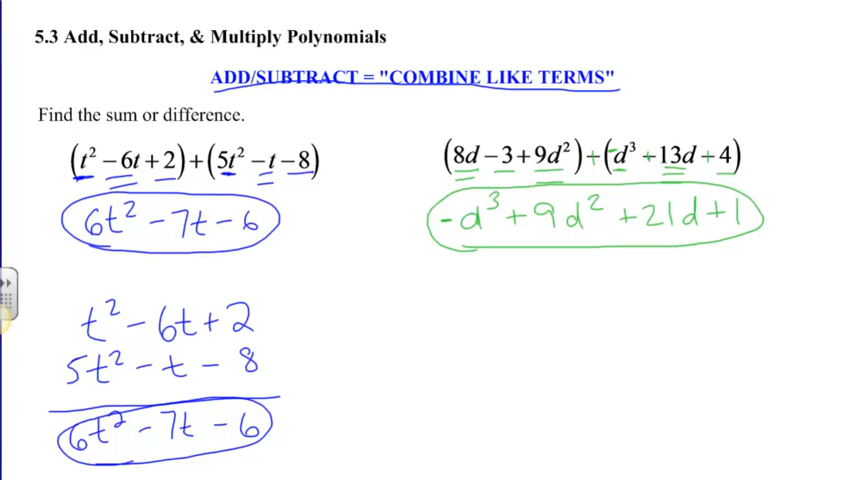 5.3 Add, Subtract, & Multiply Polynomials
ADD/SUBTRACT = "COMBINE LIKE TERMS"
Find the sum or difference.
(t² − 6t + 2) + (5t² − t − 8)
(8d − 3 + 9d²) + (−d³ + 13d + 4)
6t² − 7t − 6
-d³ + 9d² + 21d + 1
t² − 6t + 2
5t² − t − 8
6t² − 7t − 6